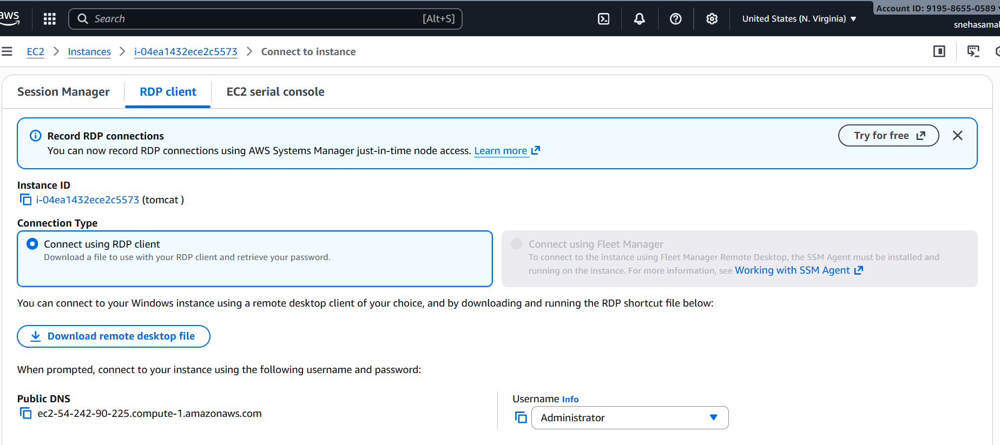 aws
Search
[Alt+S]
United States (N. Virginia)
Account ID: 9195-8655-0589
snehasamal
EC2 > Instances > i-04ea1432ece2c5573 > Connect to instance
Session Manager
RDP client
EC2 serial console
Record RDP connections
You can now record RDP connections using AWS Systems Manager just-in-time node access. Learn more
Try for free
Instance ID
i-04ea1432ece2c5573 (tomcat )
Connection Type
Connect using RDP client
Download a file to use with your RDP client and retrieve your password.
Connect using Fleet Manager
To connect to the instance using Fleet Manager Remote Desktop, the SSM Agent must be installed and
running on the instance. For more information, see Working with SSM Agent
You can connect to your Windows instance using a remote desktop client of your choice, and by downloading and running the RDP shortcut file below:
Download remote desktop file
When prompted, connect to your instance using the following username and password:
Public DNS
ec2-54-242-90-225.compute-1.amazonaws.com
Username Info
Administrator